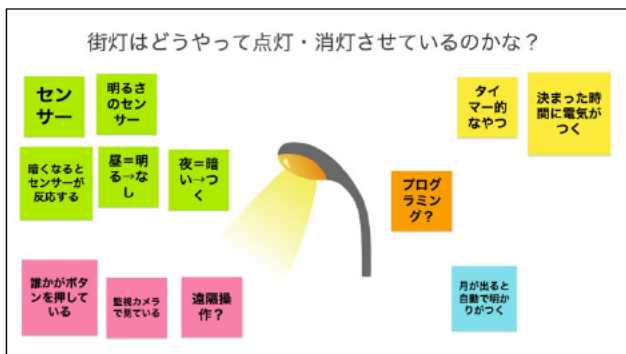 街灯はどうやって点灯・消灯させているのかな？
セン
サー
明るさ
のセン
サー
暗くなると
センサーが
反応する
昼＝明
る→な
し
夜＝暗
い→つ
く
誰かがボタ
ンを押して
いる
監視カメラ
で見ている
遠隔操
作？
タイ
マー的
なやつ
決まった時
間に電気が
つく
プログ
ラミン
グ？
月が出ると
自動で明か
りがつく